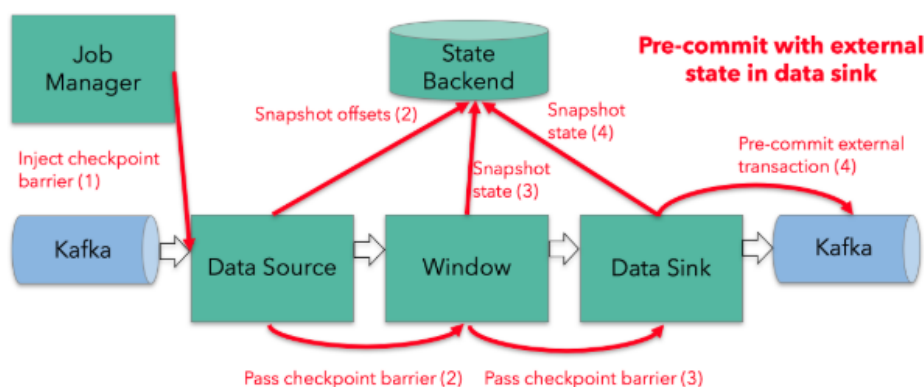 Job
Manager
State
Backend
Pre-commit with external
state in data sink
Snapshot offsets (2)
Snapshot
state (4)
Inject checkpoint
barrier (1)
Snapshot
state (3)
Pre-commit external
transaction (4)
Kafka
Data Source
Window
Data Sink
Kafka
Pass checkpoint barrier (2)
Pass checkpoint barrier (3)